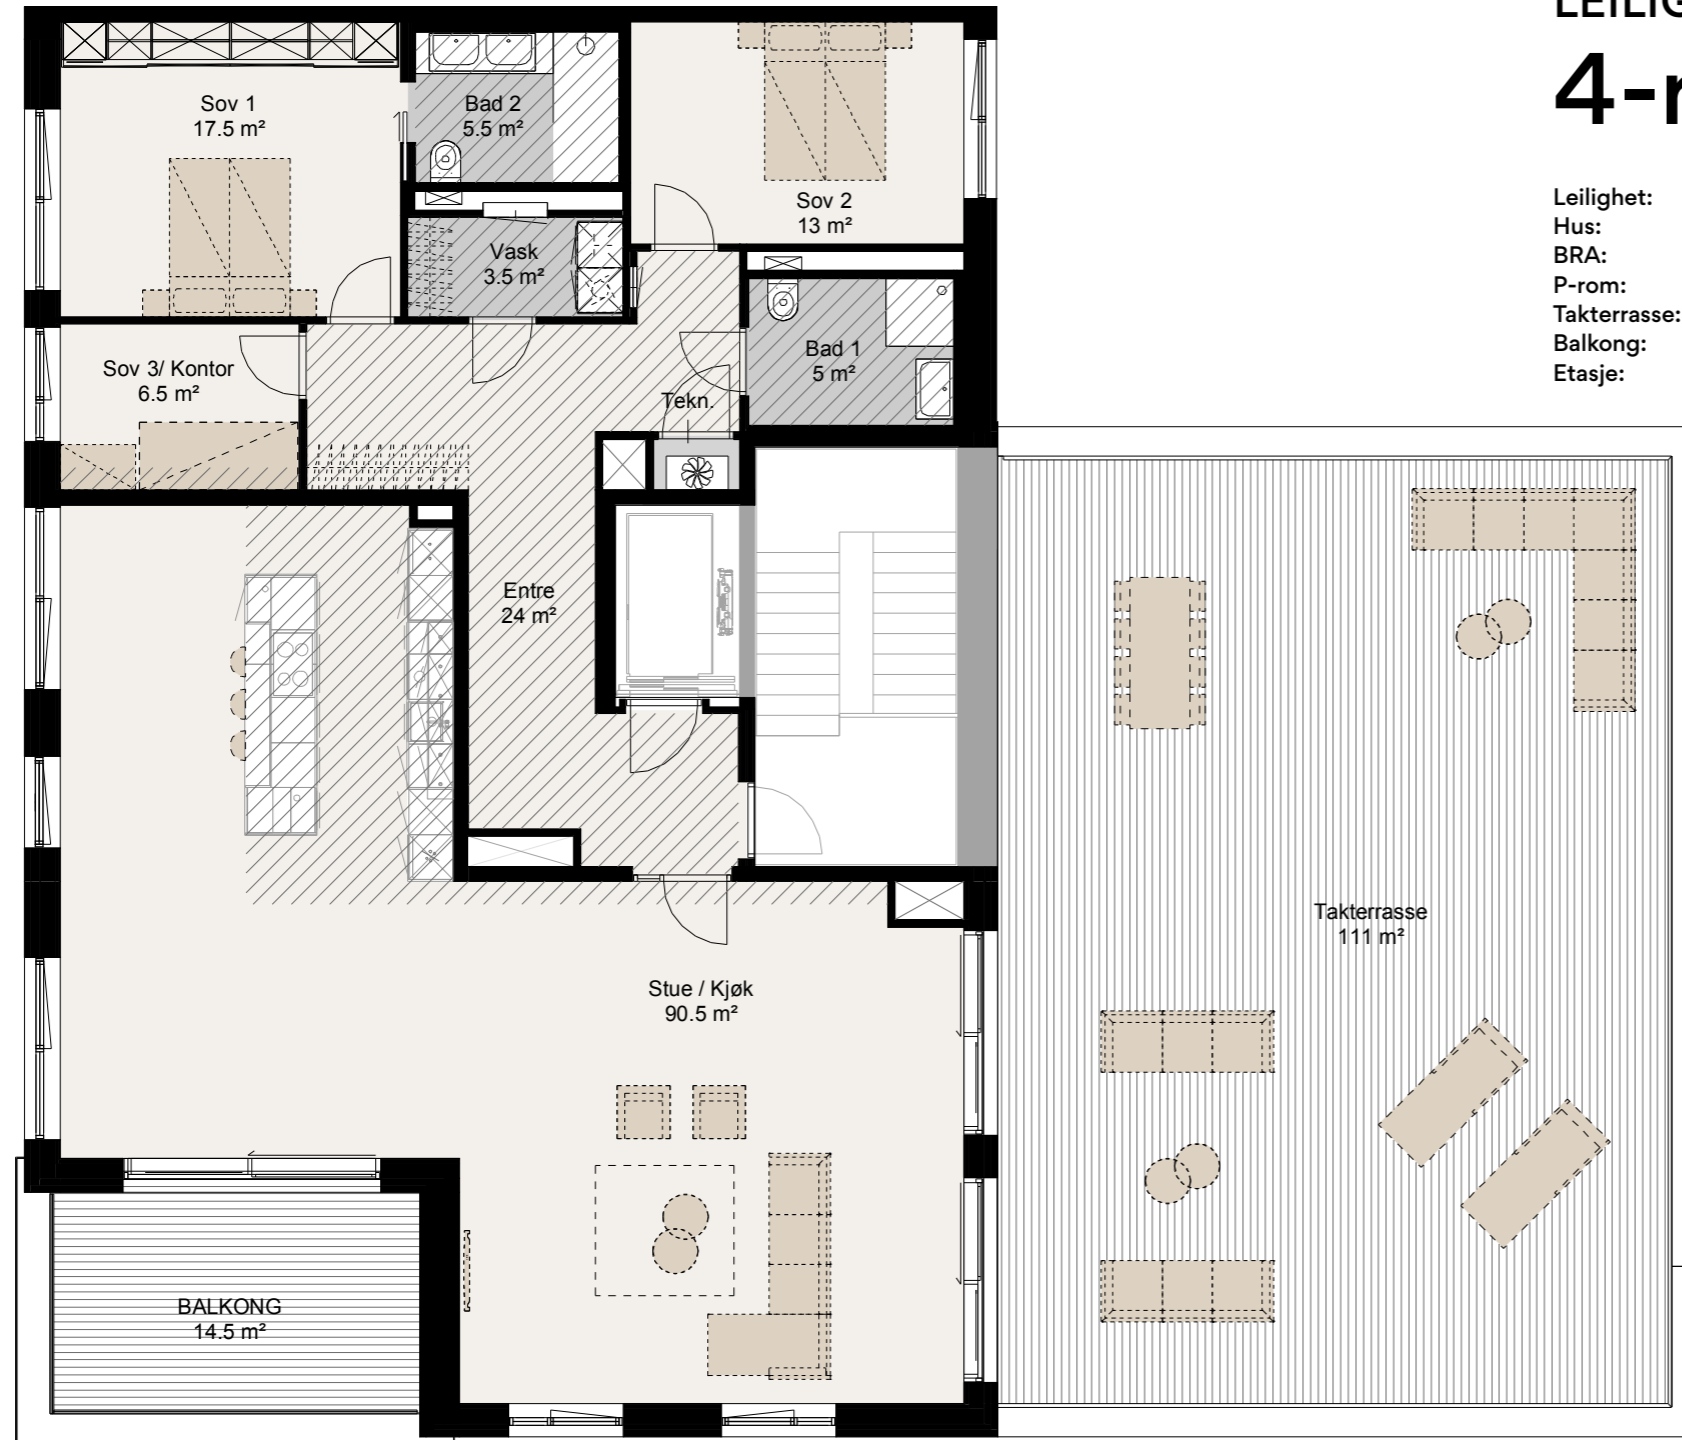 4-
Leilighet:
Hus:
BRA:
P-rom:
Takterrasse:
Balkong:
Etasje:
Sov 1
17.5 m²
Bad 2
5.5 m²
Sov 2
13 m²
Vask
3.5 m²
Sov 3/ Kontor
6.5 m²
Bad 1
5 m²
Tekn.
Entre
24 m²
Takterrasse
111 m²
Stue / Kjøk
90.5 m²
BALKONG
14.5 m²